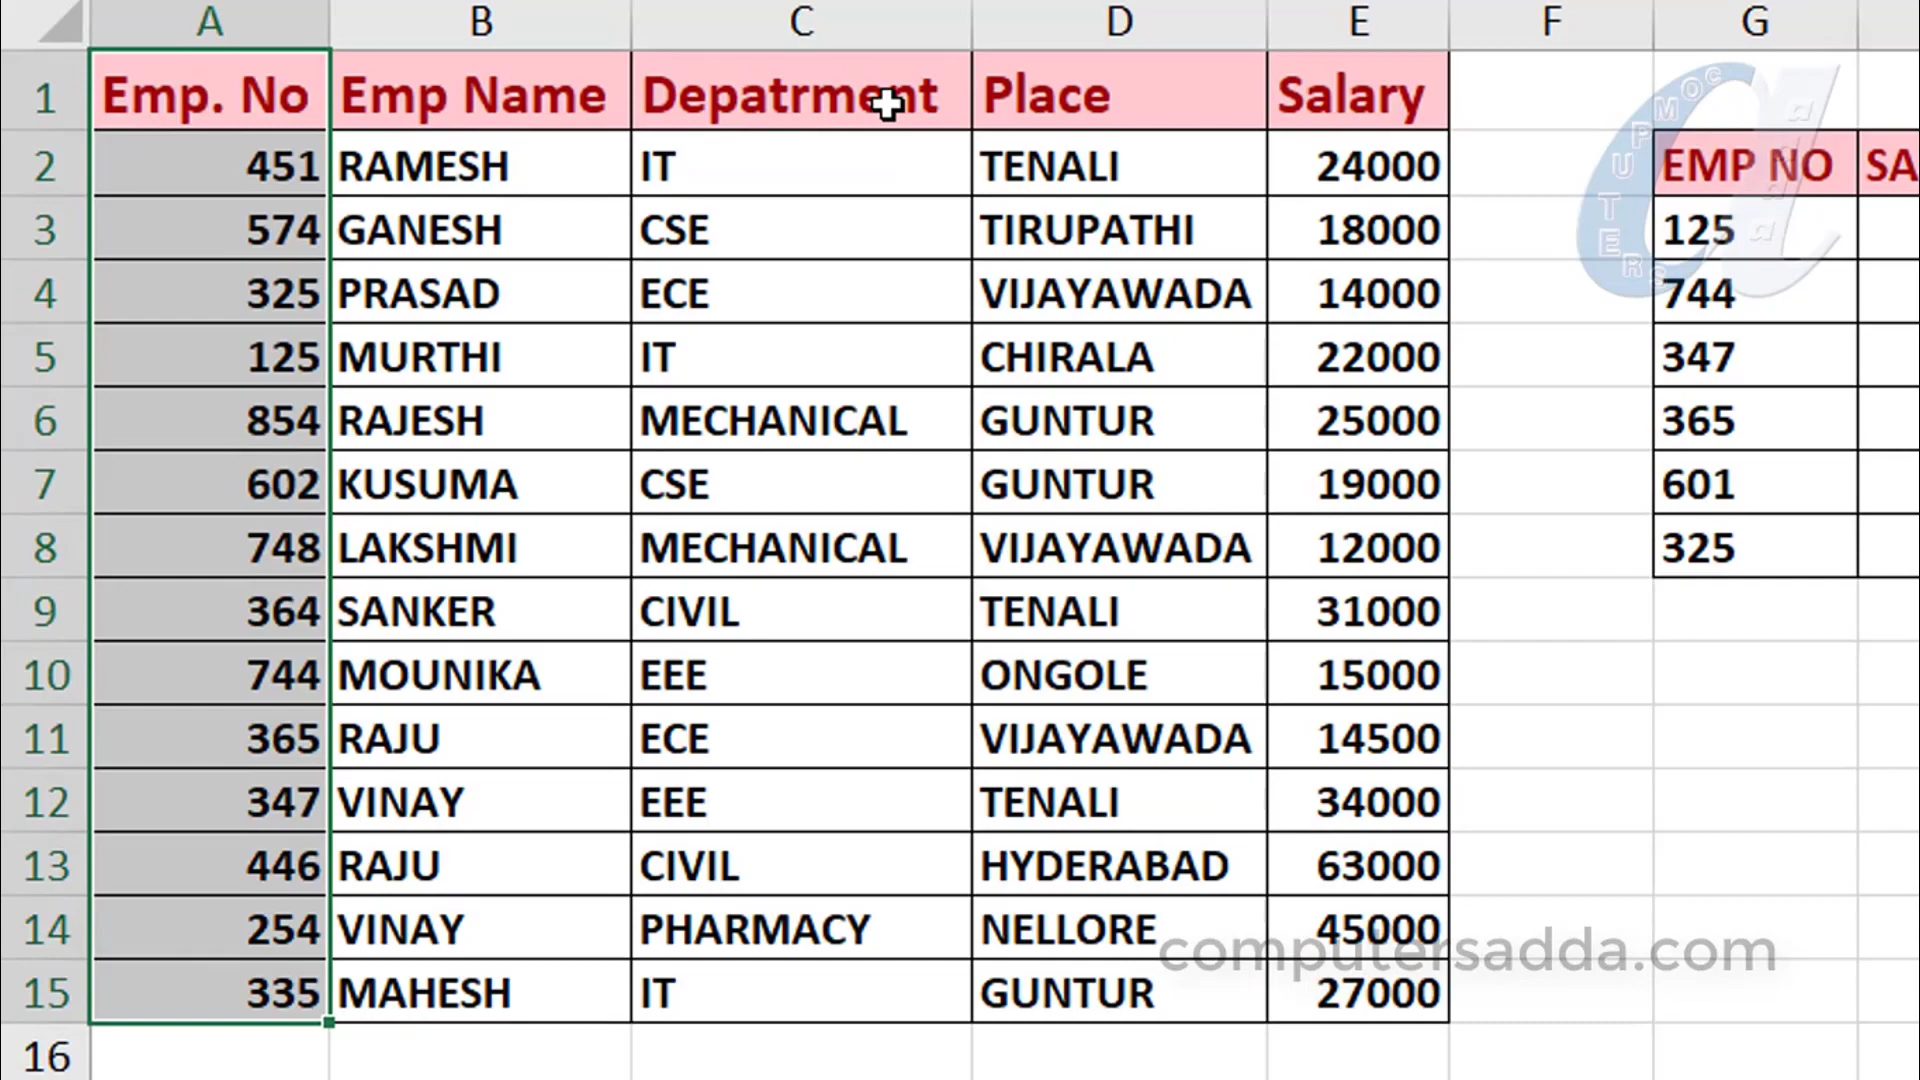 A B C D E F G
1 Emp. No Emp Name Depatrment Place Salary
2 451 RAMESH IT TENALI 24000 EMP NO SA
3 574 GANESH CSE TIRUPATHI 18000 125
4 325 PRASAD ECE VIJAYAWADA 14000 744
5 125 MURTHI IT CHIRALA 22000 347
6 854 RAJESH MECHANICAL GUNTUR 25000 365
7 602 KUSUMA CSE GUNTUR 19000 601
8 748 LAKSHMI MECHANICAL VIJAYAWADA 12000 325
9 364 SANKER CIVIL TENALI 31000
10 744 MOUNIKA EEE ONGOLE 15000
11 365 RAJU ECE VIJAYAWADA 14500
12 347 VINAY EEE TENALI 34000
13 446 RAJU CIVIL HYDERABAD 63000
14 254 VINAY PHARMACY NELLORE 45000
15 335 MAHESH IT GUNTUR 27000
16
COMPUTERS
adda
computersadda.com